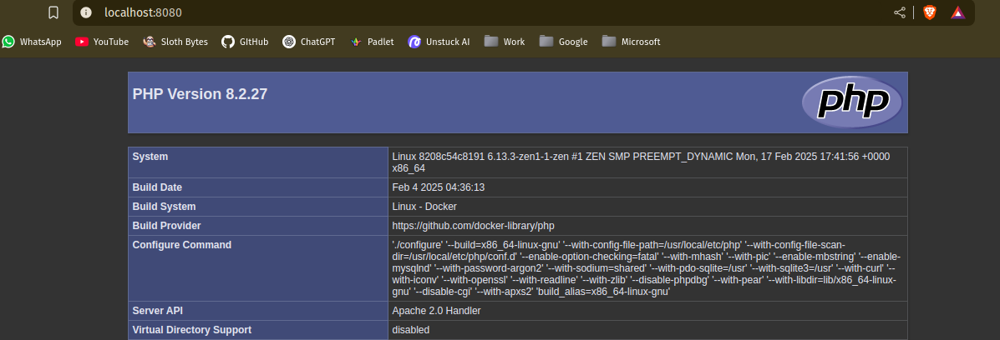 localhost:8080
WhatsApp YouTube Sloth Bytes GItHub ChatGPT Padlet Unstuck AI Work Google Microsoft
PHP Version 8.2.27
php
System Linux 8208c54c8191 6.13.3-zen1-1-zen #1 ZEN SMP PREEMPT_DYNAMIC Mon, 17 Feb 2025 17:41:56 +0000
x86_64
Build Date Feb 4 2025 04:36:13
Build System Linux - Docker
Build Provider https://github.com/docker-library/php
Configure Command './configure' '--build=x86_64-linux-gnu' '--with-config-file-path=/usr/local/etc/php' '--with-config-file-scan-
dir=/usr/local/etc/php/conf.d' '--enable-option-checking=fatal' '--with-mhash' '--with-pic' '--enable-mbstring' '--enable-
mysqlnd' '--with-password-argon2' '--with-sodium=shared' '--with-pdo-sqlite=/usr' '--with-sqlite3=/usr' '--with-curl' '--
with-iconv' '--with-openssl' '--with-readline' '--with-zlib' '--disable-phpdbg' '--with-pear' '--with-libdir=lib/x86_64-linux-
gnu' '--disable-cgi' '--with-apxs2' 'build_alias=x86_64-linux-gnu'
Server API Apache 2.0 Handler
Virtual Directory Support disabled